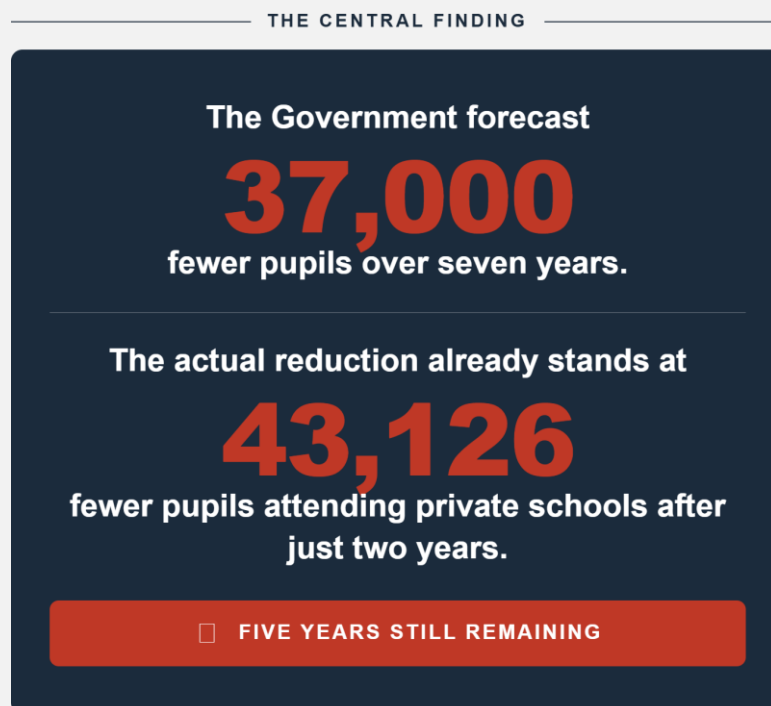 THE CENTRAL FINDING
The Government forecast
37,000
fewer pupils over seven years.
The actual reduction already stands at
43,126
fewer pupils attending private schools after
just two years.
FIVE YEARS STILL REMAINING